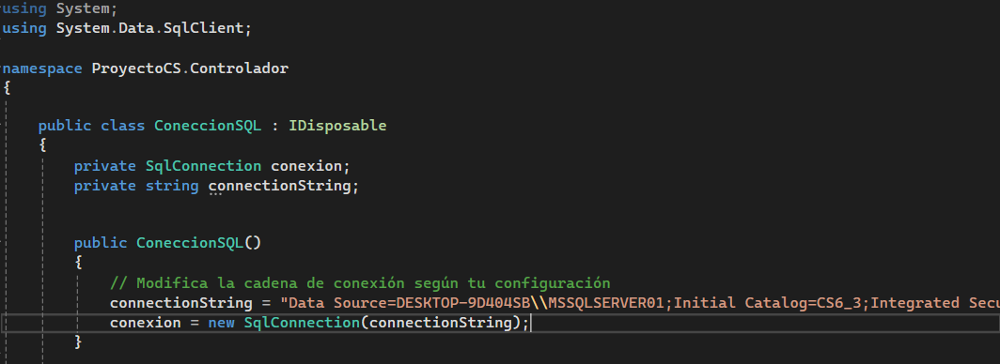 using System;
using System.Data.SqlClient;
namespace ProyectoCS.Controlador
{
public class ConeccionSQL : IDisposable
{
private SqlConnection conexion;
private string connectionString;
public ConeccionSQL()
{
// Modifica la cadena de conexión según tu configuración
connectionString = "Data Source=DESKTOP-9D404SB\\MSSQLSERVER01;Initial Catalog=CS6_3;Integrated Secu
conexion = new SqlConnection(connectionString);
}